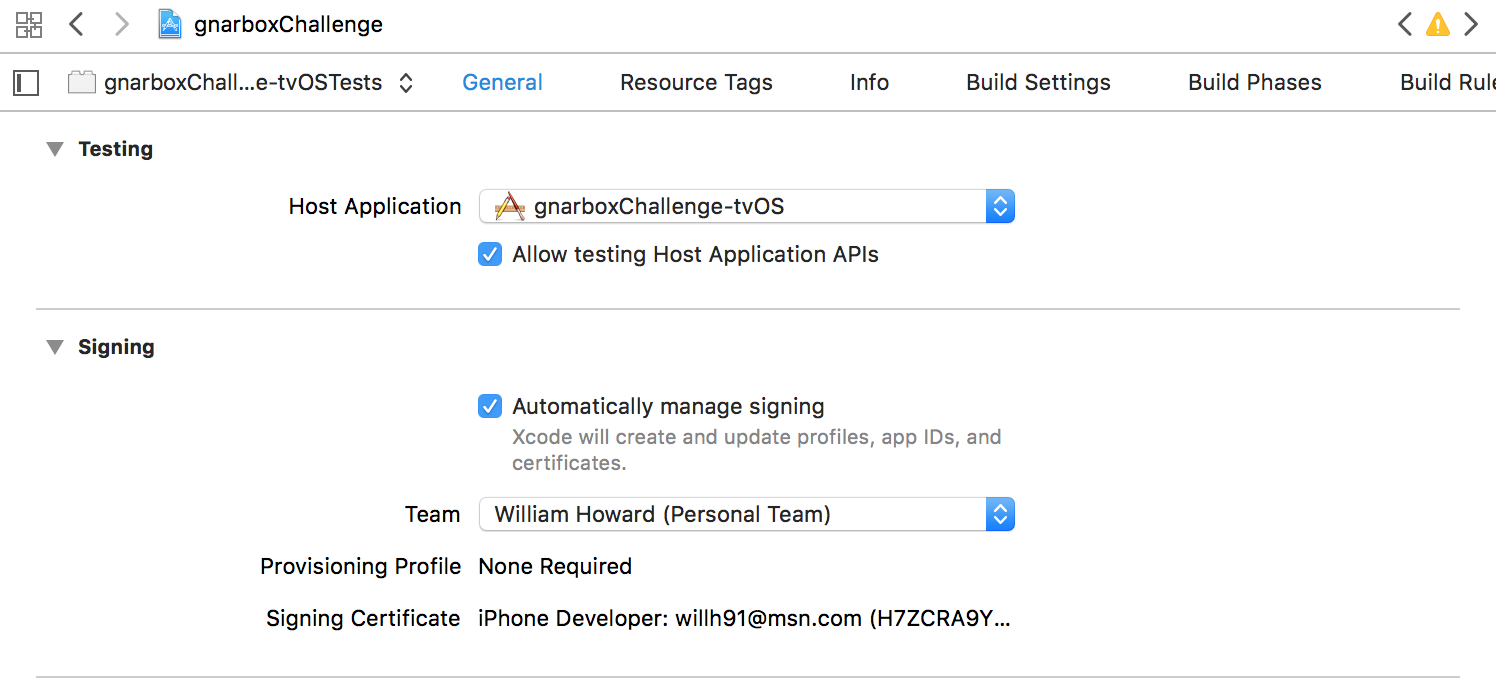 gnarboxChallenge
gnarboxChall...e-tvOSTests General Resource Tags Info Build Settings Build Phases Build Rule
Testing
Host Application gnarboxChallenge-tvOS
Allow testing Host Application APIs
Signing
Automatically manage signing
Xcode will create and update profiles, app IDs, and
certificates.
Team William Howard (Personal Team)
Provisioning Profile None Required
Signing Certificate iPhone Developer: willh91@msn.com (H7ZCRA9Y...